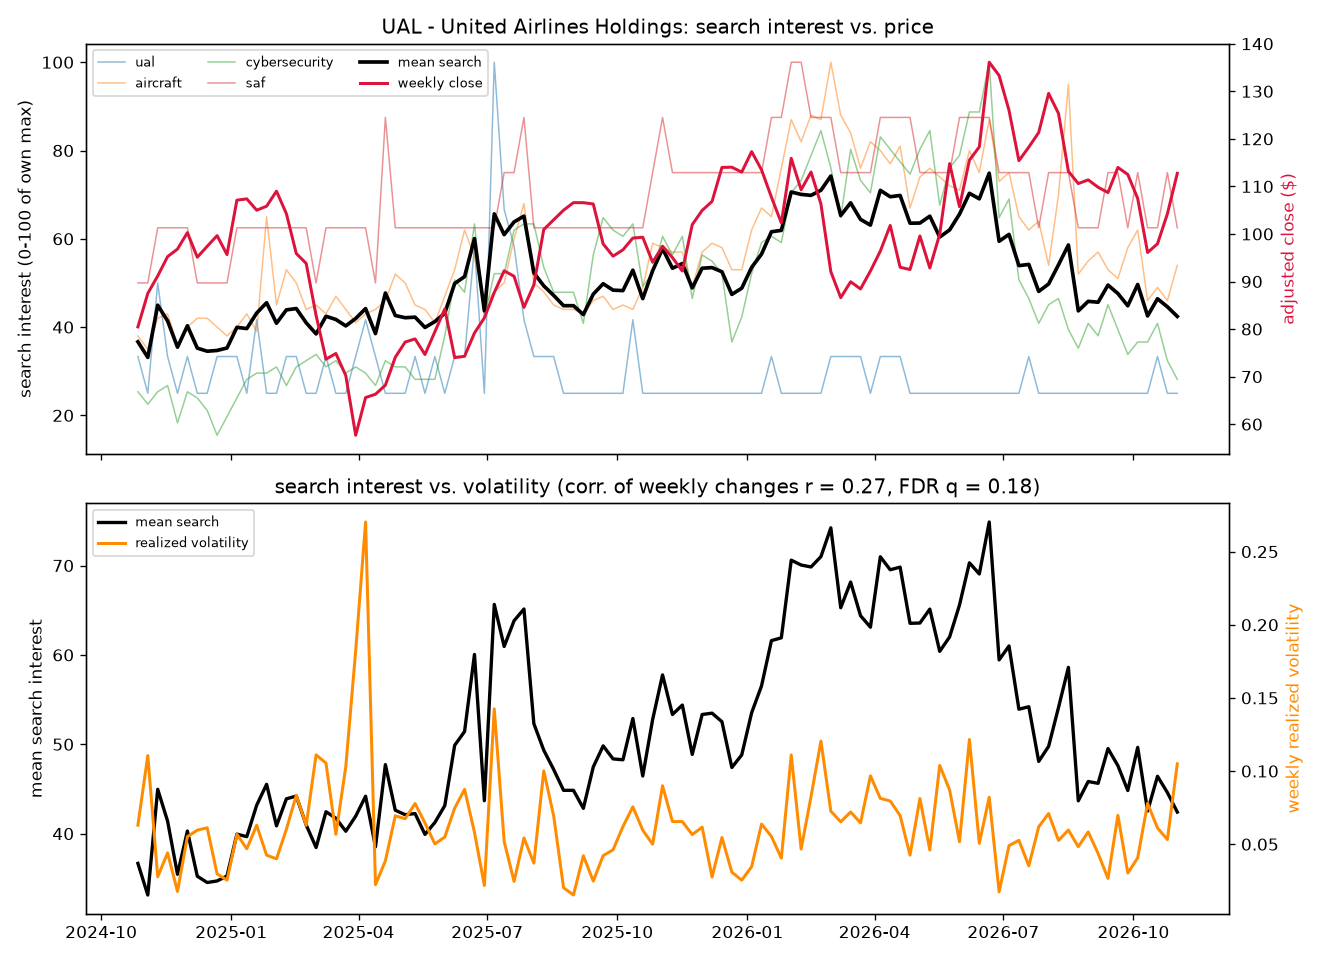 UAL - United Airlines Holdings: search interest vs. price
ual
aircraft
cybersecurity
saf
mean search
weekly close
search interest (0-100 of own max)
100
80
60
40
20
adjusted close ($)
140
130
120
110
100
90
80
70
60
search interest vs. volatility (corr. of weekly changes r = 0.27, FDR q = 0.18)
mean search
realized volatility
mean search interest
70
60
50
40
weekly realized volatility
0.25
0.20
0.15
0.10
0.05
2024-10
2025-01
2025-04
2025-07
2025-10
2026-01
2026-04
2026-07
2026-10